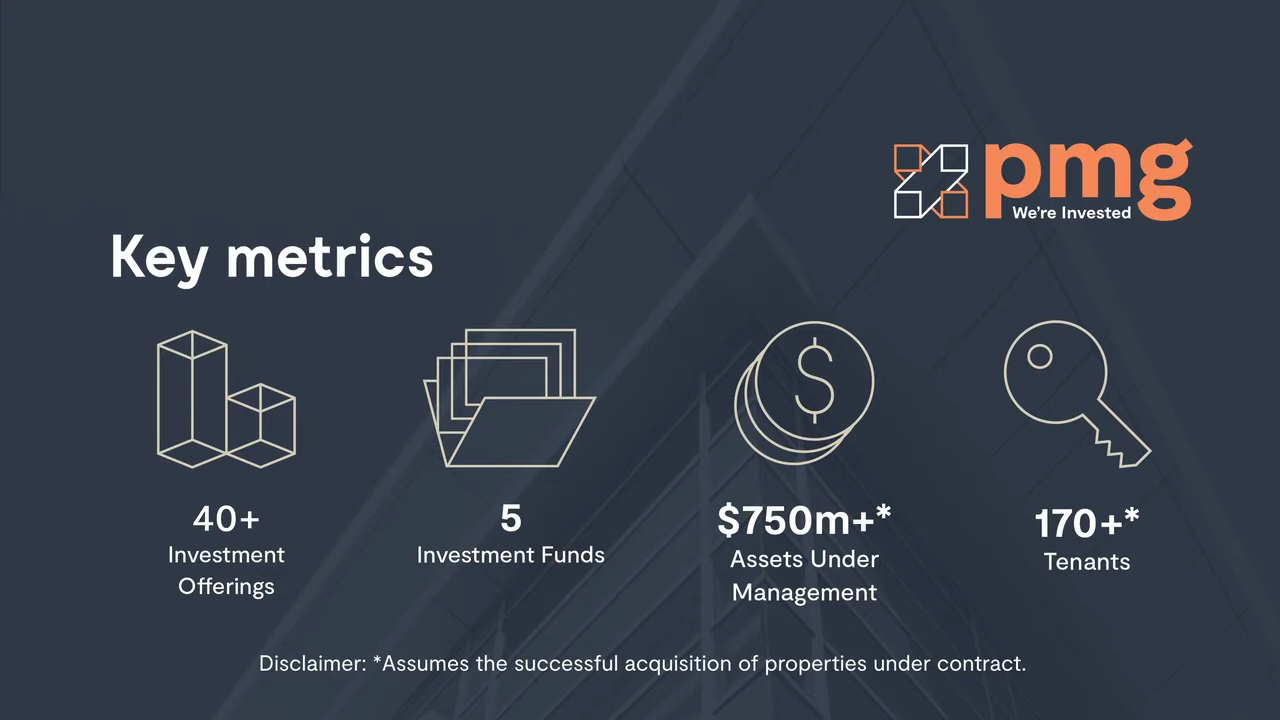 pmg
We're Invested
Key metrics
40+
Investment
Offerings
5
Investment Funds
$750m+*
Assets Under
Management
170+*
Tenants
Disclaimer: *Assumes the successful acquisition of properties under contract.